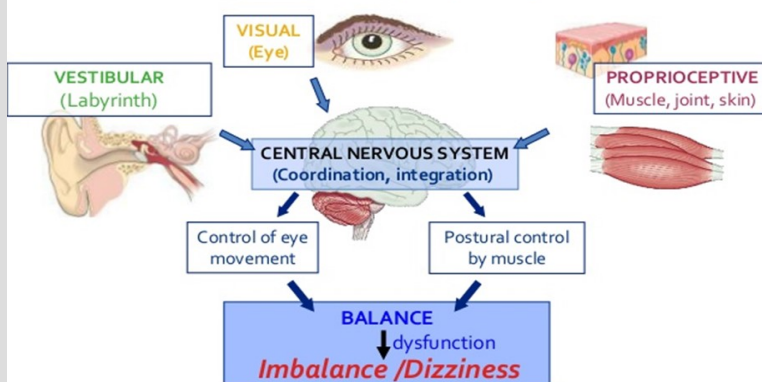 VISUAL
(Eye)
VESTIBULAR
(Labyrinth)
PROPRIOCEPTIVE
(Muscle, joint, skin)
CENTRAL NERVOUS SYSTEM
(Coordination, integration)
Control of eye
movement
Postural control
by muscle
BALANCE
dysfunction
Imbalance /Dizziness